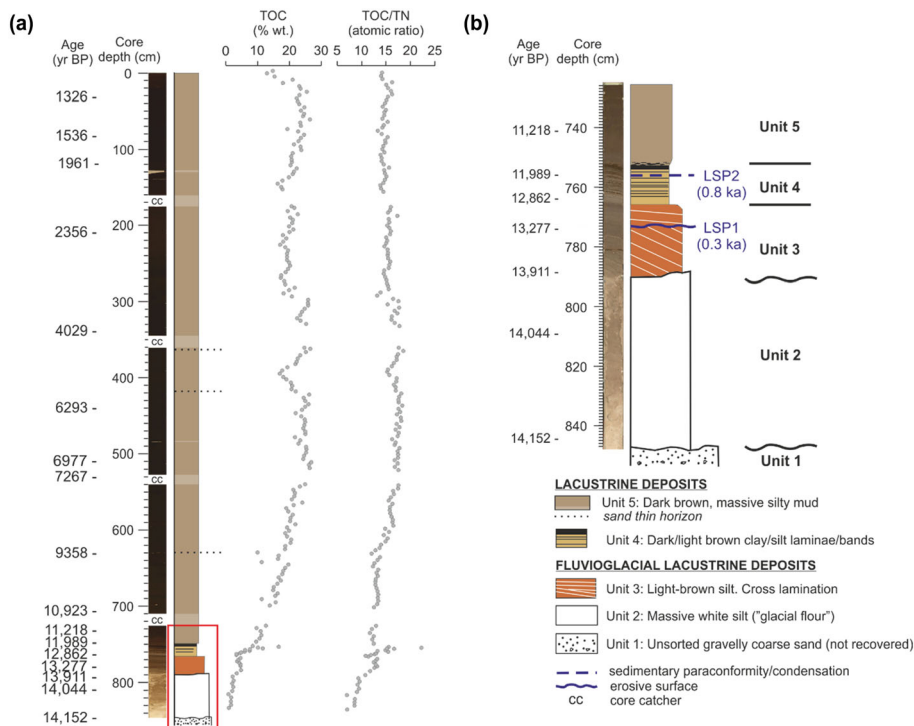 (a)
TOC
(% wt.)
TOC/TN
(atomic ratio)
Age
(yr BP)
Core
depth (cm)
0 10 20 30
5 15 25
0
1326 -
100
1536 -
1961 -
CC
200
2356 -
300
4029 -
CC
400
6293 -
500
6977 -
7267 -
CC
600
9358 -
700
10,923 -
CC
11,218 -
11,989 -
12,862 -
13,277 -
13,911 -
14,044 -
800
14,152 -
(b)
Age
(yr BP)
Core
depth (cm)
11,218 -
740
Unit 5
11,989 -
LSP2
(0.8 ka)
760
12,862 -
Unit 4
13,277 -
LSP1
(0.3 ka)
780
Unit 3
13,911 -
800
14,044 -
Unit 2
820
14,152 -
840
Unit 1
LACUSTRINE DEPOSITS
Unit 5: Dark brown, massive silty mud
sand thin horizon
Unit 4: Dark/light brown clay/silt laminae/bands
FLUVIOGLACIAL LACUSTRINE DEPOSITS
Unit 3: Light-brown silt. Cross lamination
Unit 2: Massive white silt ("glacial flour")
Unit 1: Unsorted gravelly coarse sand (not recovered)
sedimentary paraconformity/condensation
erosive surface
CC core catcher